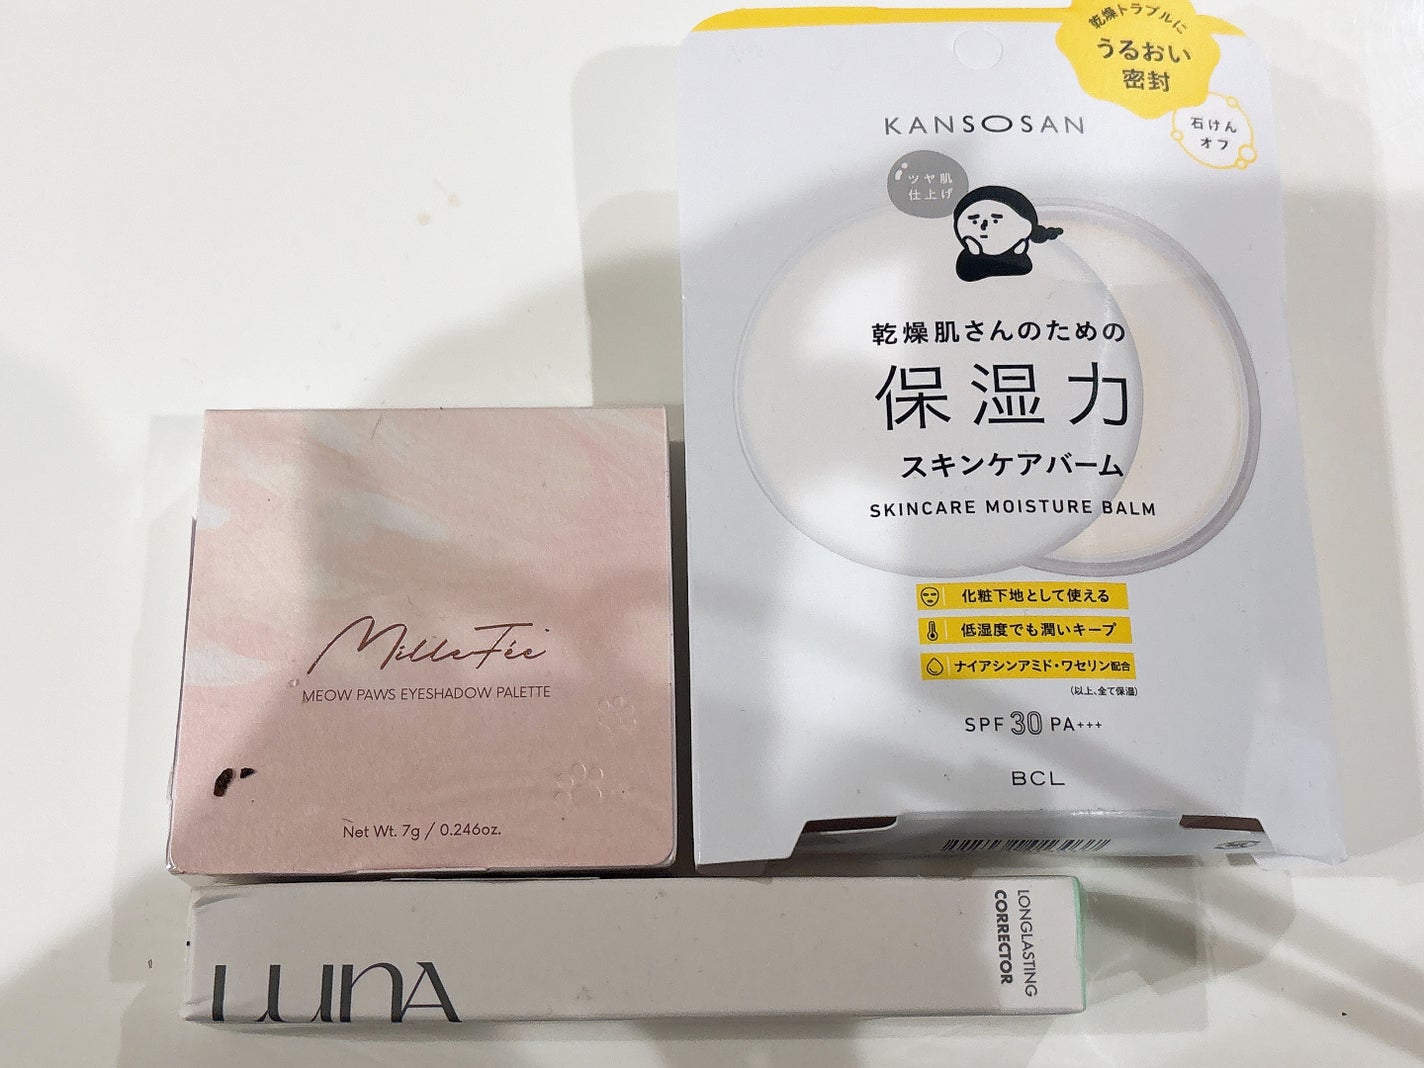 乾燥トラブルに
うるおい
密封
石けん
オフ
KANSOSAN
ツヤ肌
仕上げ
乾燥肌さんのための
保湿力
スキンケアバーム
SKINCARE MOISTURE BALM
化粧下地として使える
低湿度でも潤いキープ
ナイアシンアミド・ワセリン配合
(以上、全て保湿)
SPF 30 PA+++
BCL
MilleFée
MEOW PAWS EYESHADOW PALETTE
Net Wt. 7g / 0.246oz.
LUNA
LONGLASTING
CORRECTOR